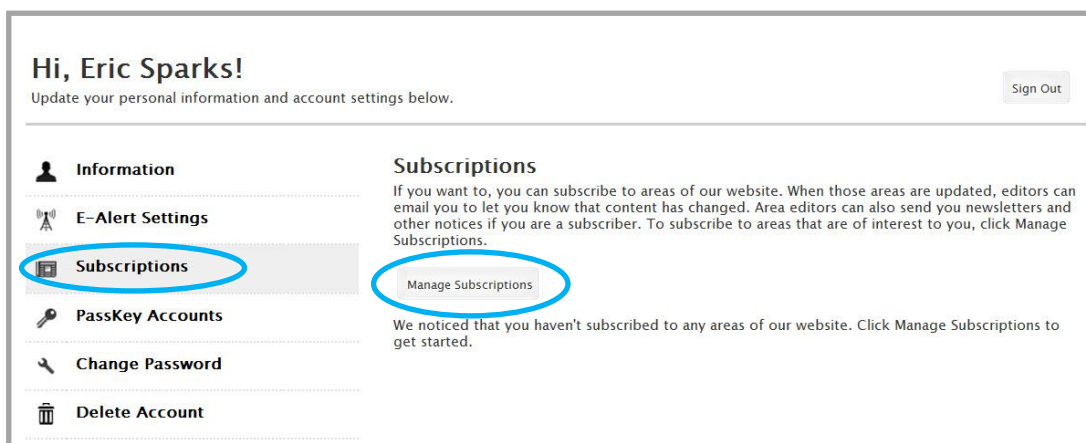 Hi, Eric Sparks!
Update your personal information and account settings below.
Sign Out
Information
E-Alert Settings
Subscriptions
PassKey Accounts
Change Password
Delete Account
Subscriptions
If you want to, you can subscribe to areas of our website. When those areas are updated, editors can
email you to let you know that content has changed. Area editors can also send you newsletters and
other notices if you are a subscriber. To subscribe to areas that are of interest to you, click Manage
Subscriptions.
Manage Subscriptions
We noticed that you haven't subscribed to any areas of our website. Click Manage Subscriptions to
get started.